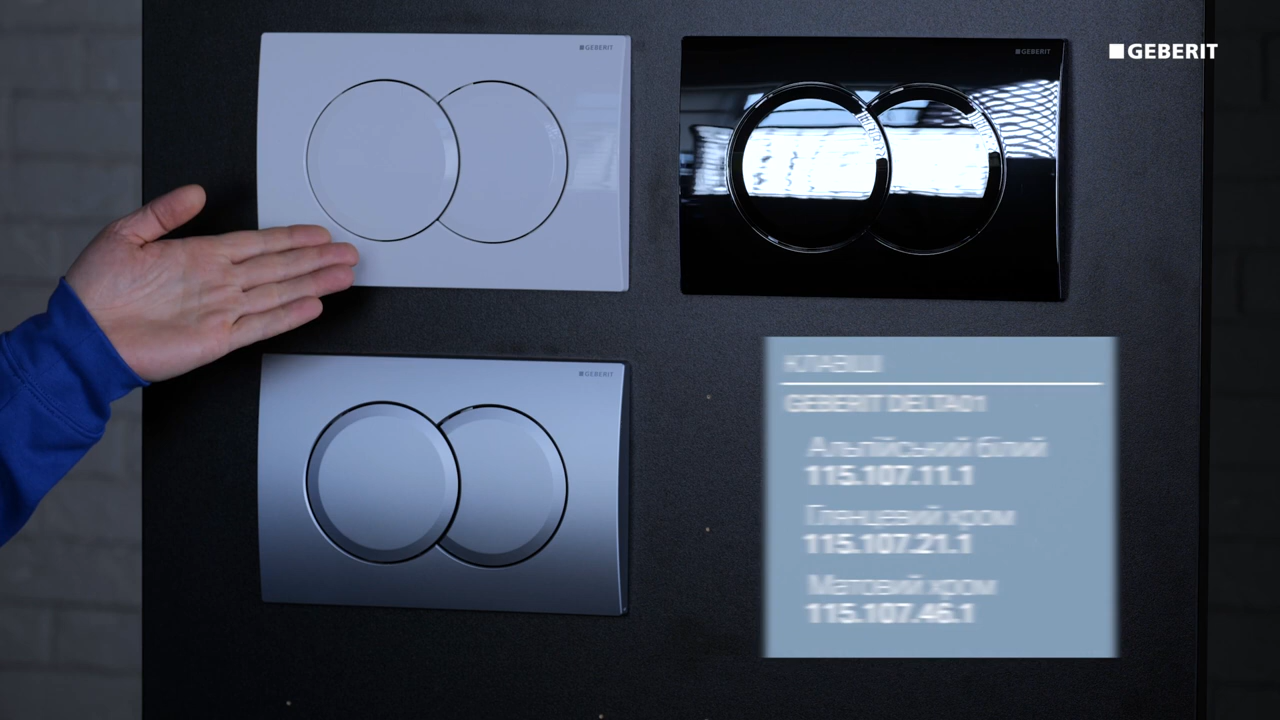 GEBERIT
GEBERIT
GEBERIT
GEBERIT
КЛАВІШІ
GEBERIT DELTA01
Альпійський білий
115.107.11.1
Глянцевий хром
115.107.21.1
Матовий хром
115.107.46.1